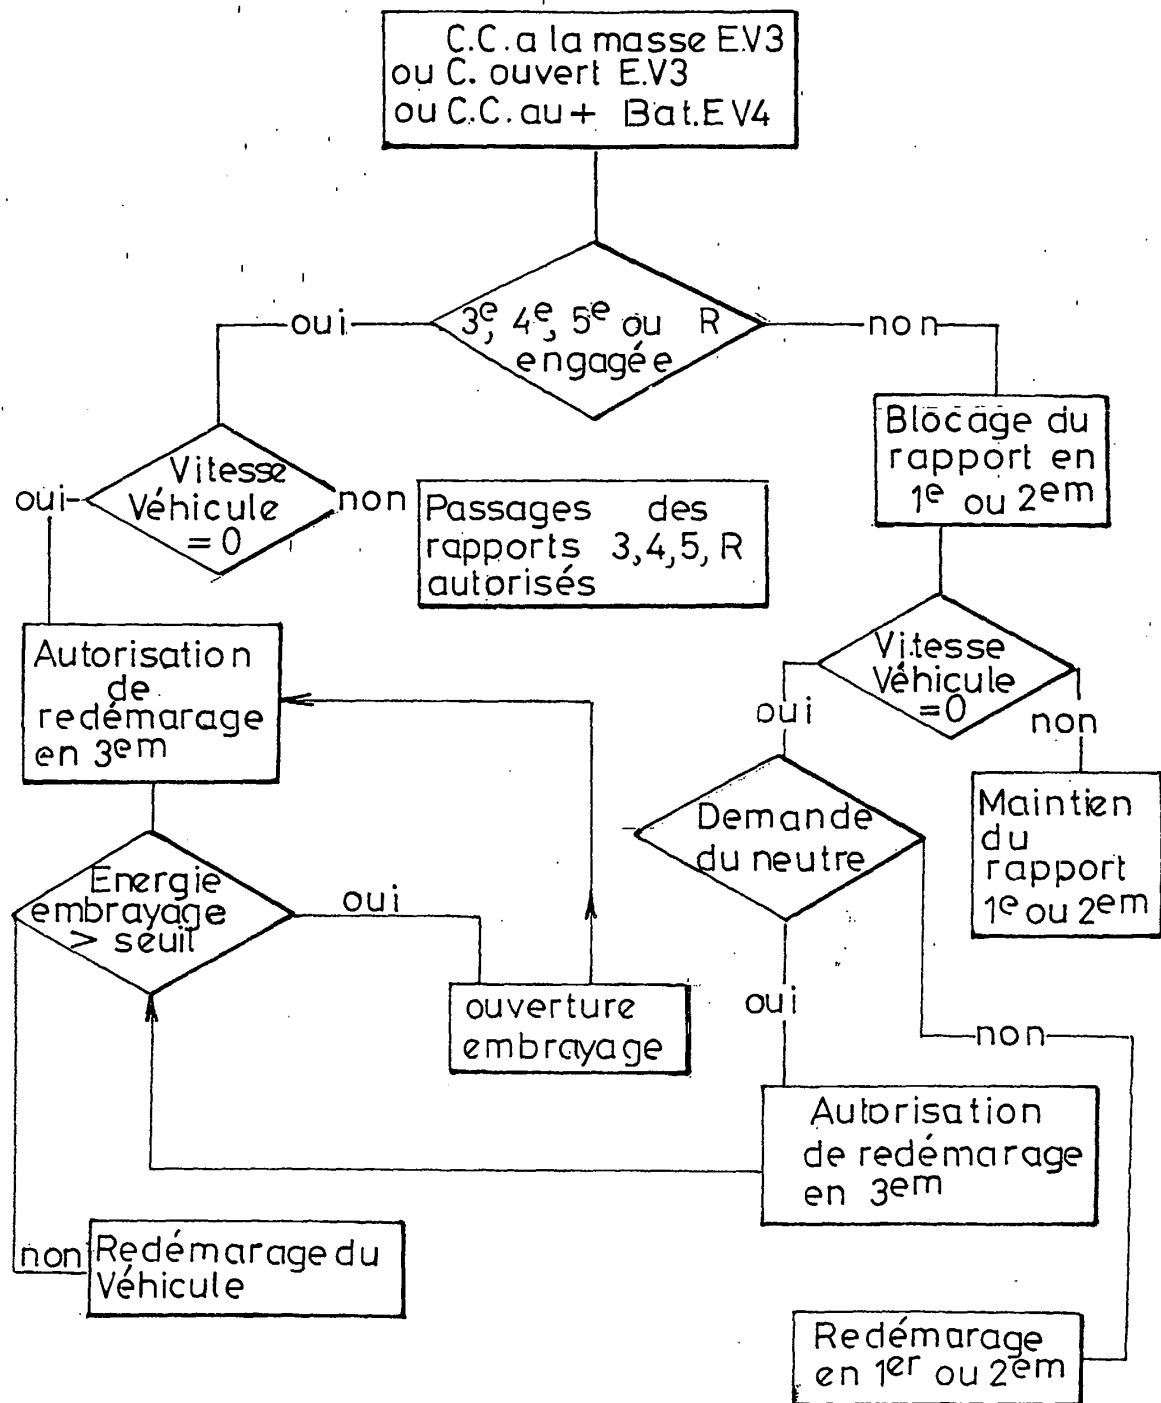 C.C. a la masse E.V3
ou C. ouvert E.V3
ou C.C. au + Bat. EV4
oui
3e, 4e, 5e ou R
engagée
non
Blocage du
rapport en
1e ou 2em
oui
Vitesse
Véhicule
= 0
non
Passages des
rapports 3,4,5, R
autorisés
Vitesse
Véhicule
=0
oui
non
Autorisation
de
redémarage
en 3em
Demande
du neutre
Maintien
du
rapport
1e ou 2em
Energie
embrayage
> seuil
oui
ouverture
embrayage
oui
non
Autorisation
de redémarage
en 3em
non
Redémarage du
Véhicule
Redémarage
en 1er ou 2em